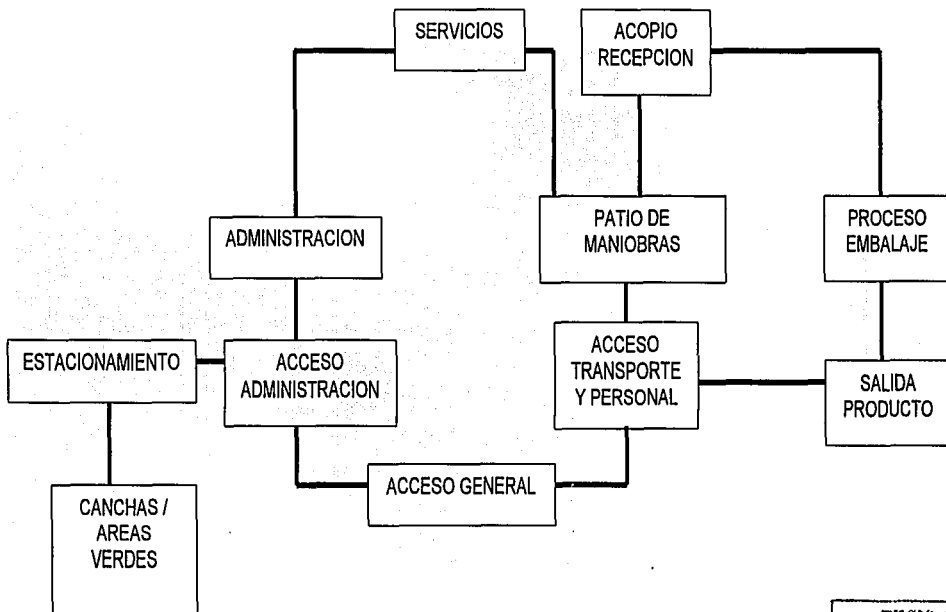 SERVICIOS
ACOPIO
RECEPCION
ADMINISTRACION
PATIO DE
MANIOBRAS
PROCESO
EMBALAJE
ESTACIONAMIENTO
ACCESO
ADMINISTRACION
ACCESO
TRANSPORTE
Y PERSONAL
SALIDA
PRODUCTO
ACCESO GENERAL
CANCHAS /
AREAS
VERDES